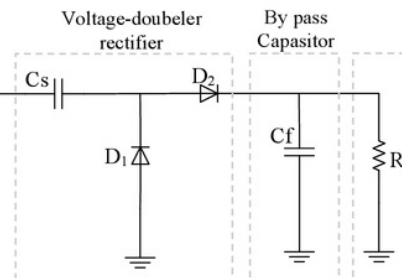 Voltage-doubeler
rectifier
By pass
Capasitor
Cs
D₂
D₁
Cf
R